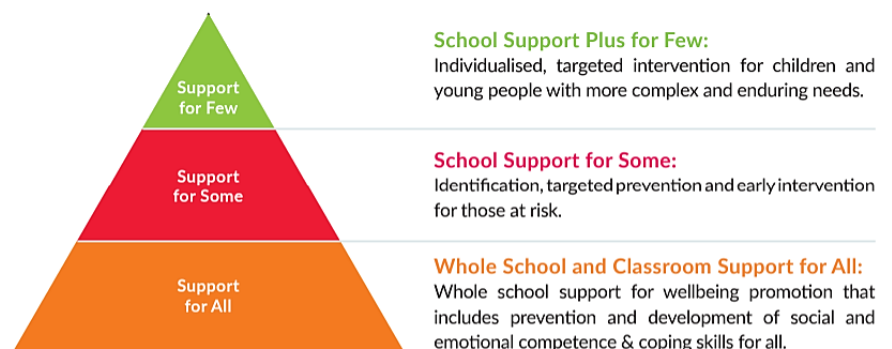 Support
for Few
School Support Plus for Few:
Individualised, targeted intervention for children and
young people with more complex and enduring needs.
Support
for Some
School Support for Some:
Identification, targeted prevention and early intervention
for those at risk.
Support
for All
Whole School and Classroom Support for All:
Whole school support for wellbeing promotion that
includes prevention and development of social and
emotional competence & coping skills for all.